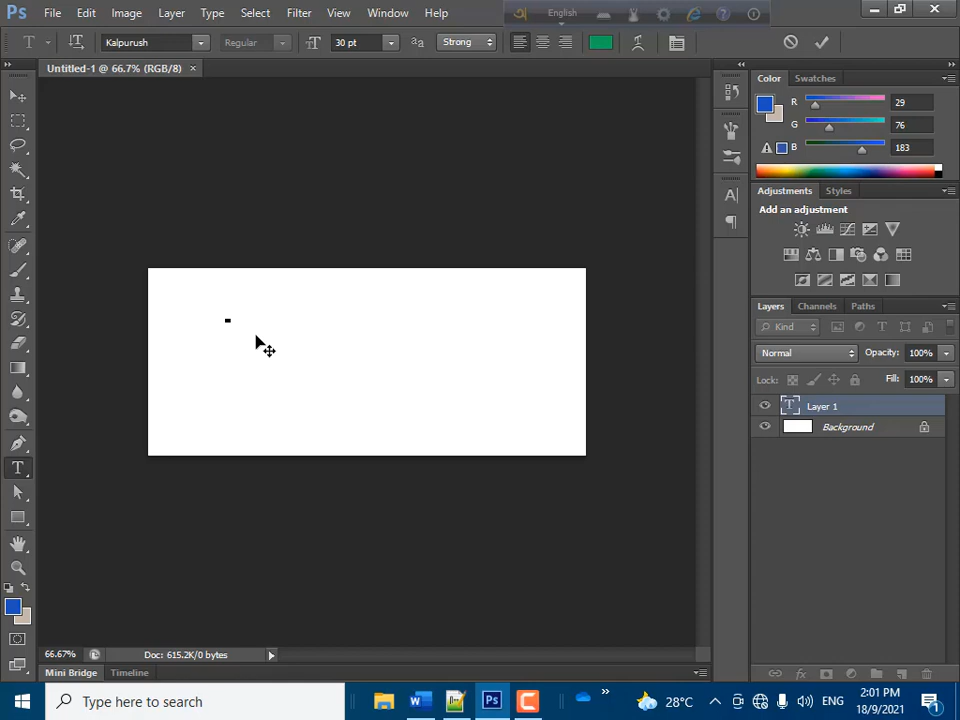 Ps File Edit Image Layer Type Select Filter View Window Help
English
Kalpurush Regular 30 pt aa Strong
Untitled-1 @ 66.7% (RGB/8) ×
Color Swatches
R 29
G 76
B 183
Adjustments Styles
Add an adjustment
Layers Channels Paths
Kind
Normal Opacity: 100%
Lock: Fill: 100%
Layer 1
Background
66.67% Doc: 615.2K/0 bytes
Mini Bridge Timeline
Type here to search
28°C
ENG
2:01 PM
18/9/2021
1